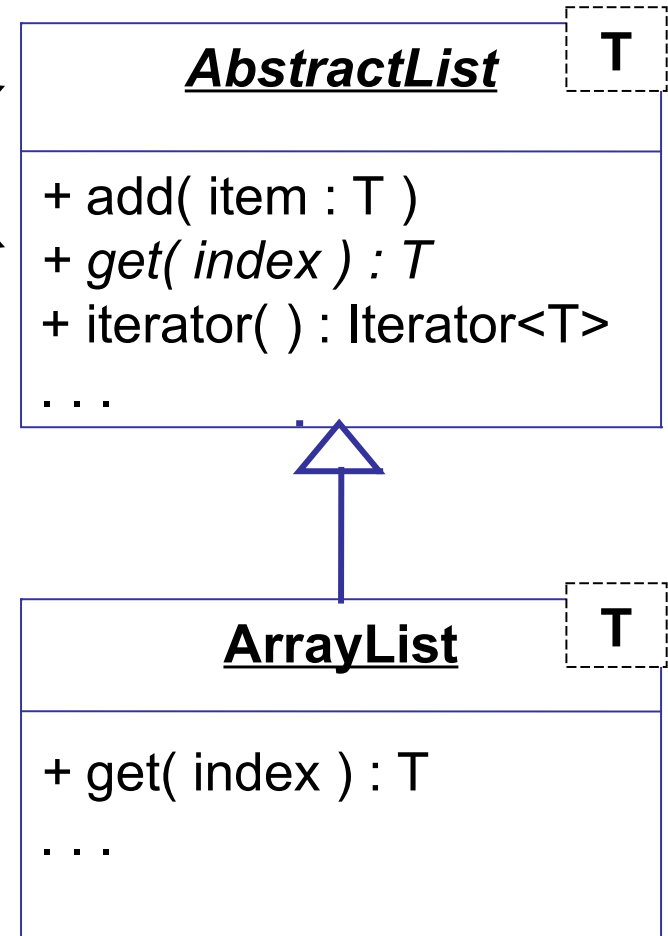 AbstractList
T
+ add( item : T )
+ get( index ) : T
+ iterator( ) : Iterator<T>
. . .
ArrayList
T
+ get( index ) : T
. . .